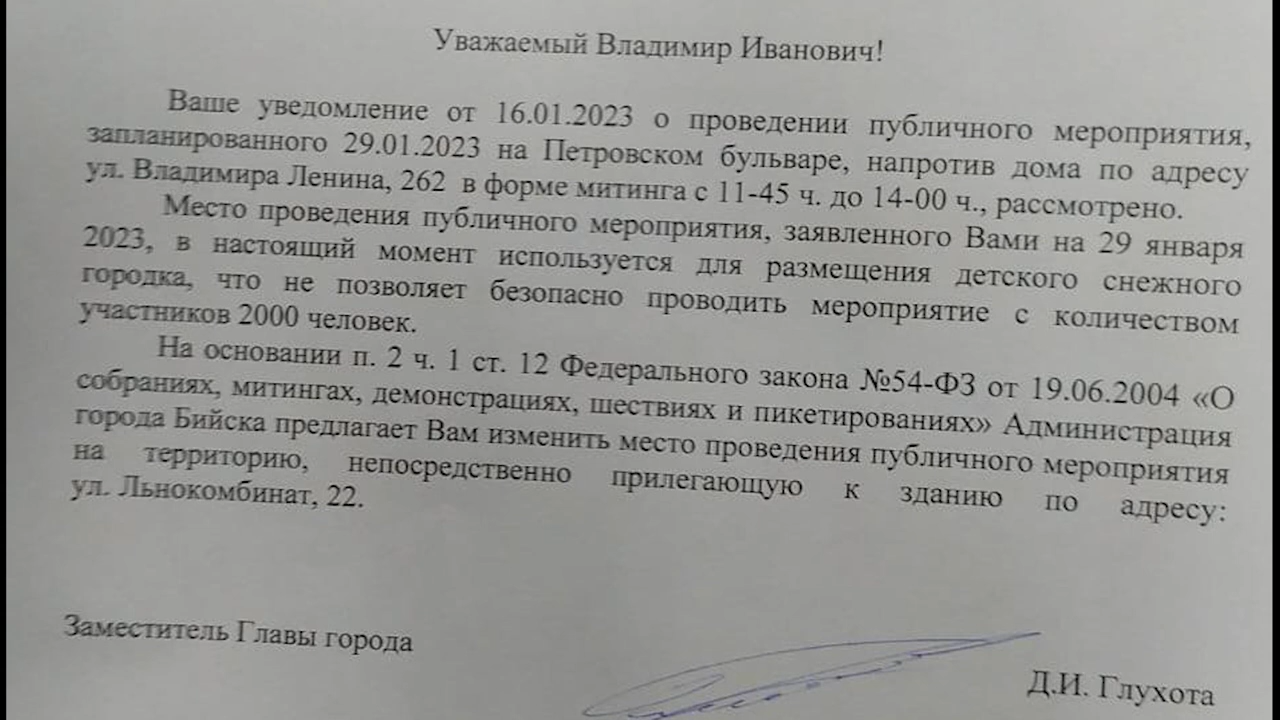 Уважаемый Владимир Иванович!
Ваше уведомление от 16.01.2023 о проведении публичного мероприятия,
запланированного 29.01.2023 на Петровском бульваре, напротив дома по адресу
ул. Владимира Ленина, 262 в форме митинга с 11-45 ч. до 14-00 ч., рассмотрено.
Место проведения публичного мероприятия, заявленного Вами на 29 января
2023, в настоящий момент используется для размещения детского снежного
городка, что не позволяет безопасно проводить мероприятие с количеством
участников 2000 человек.
На основании п. 2 ч. 1 ст. 12 Федерального закона №54-ФЗ от 19.06.2004 «О
собраниях, митингах, демонстрациях, шествиях и пикетированиях» Администрация
города Бийска предлагает Вам изменить место проведения публичного мероприятия
на территорию, непосредственно прилегающую к зданию по адресу:
ул. Льнокомбинат, 22.
Заместитель Главы города
Д.И. Глухота